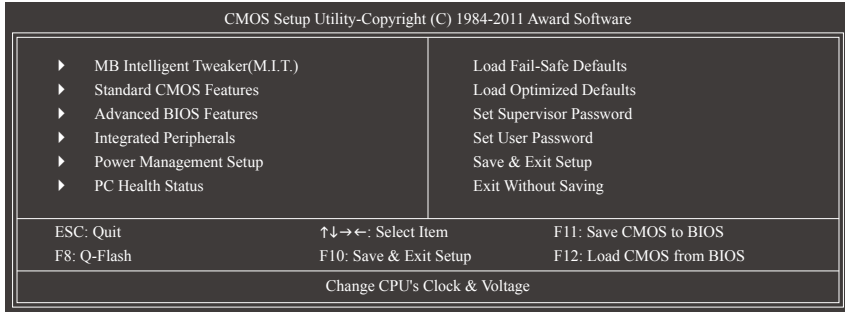 CMOS Setup Utility-Copyright (C) 1984-2011 Award Software
MB Intelligent Tweaker(M.I.T.)
Standard CMOS Features
Advanced BIOS Features
Integrated Peripherals
Power Management Setup
PC Health Status
Load Fail-Safe Defaults
Load Optimized Defaults
Set Supervisor Password
Set User Password
Save & Exit Setup
Exit Without Saving
ESC: Quit ↑↓→←: Select Item F11: Save CMOS to BIOS
F8: Q-Flash F10: Save & Exit Setup F12: Load CMOS from BIOS
Change CPU's Clock & Voltage